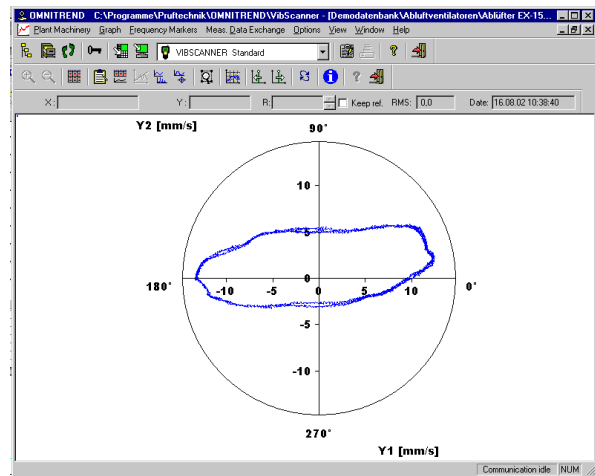 OMNITREND C:\Programme\Pruftechnik\OMNITREND\VibScanner - [Demodatenbank\Abluftventilatoren\Ablüfter EX-15...
Plant Machinery Graph Frequency Markers Meas. Data Exchange Options View Window Help
VIBSCANNER Standard
X: Y: R: Keep rel. RMS: 0,0 Date: 16.08.02 10:38:40
Y2 [mm/s]
90°
10
5
180° -10 -5 0 5 10 0°
-5
-10
270°
Y1 [mm/s]
Communication idle NUM